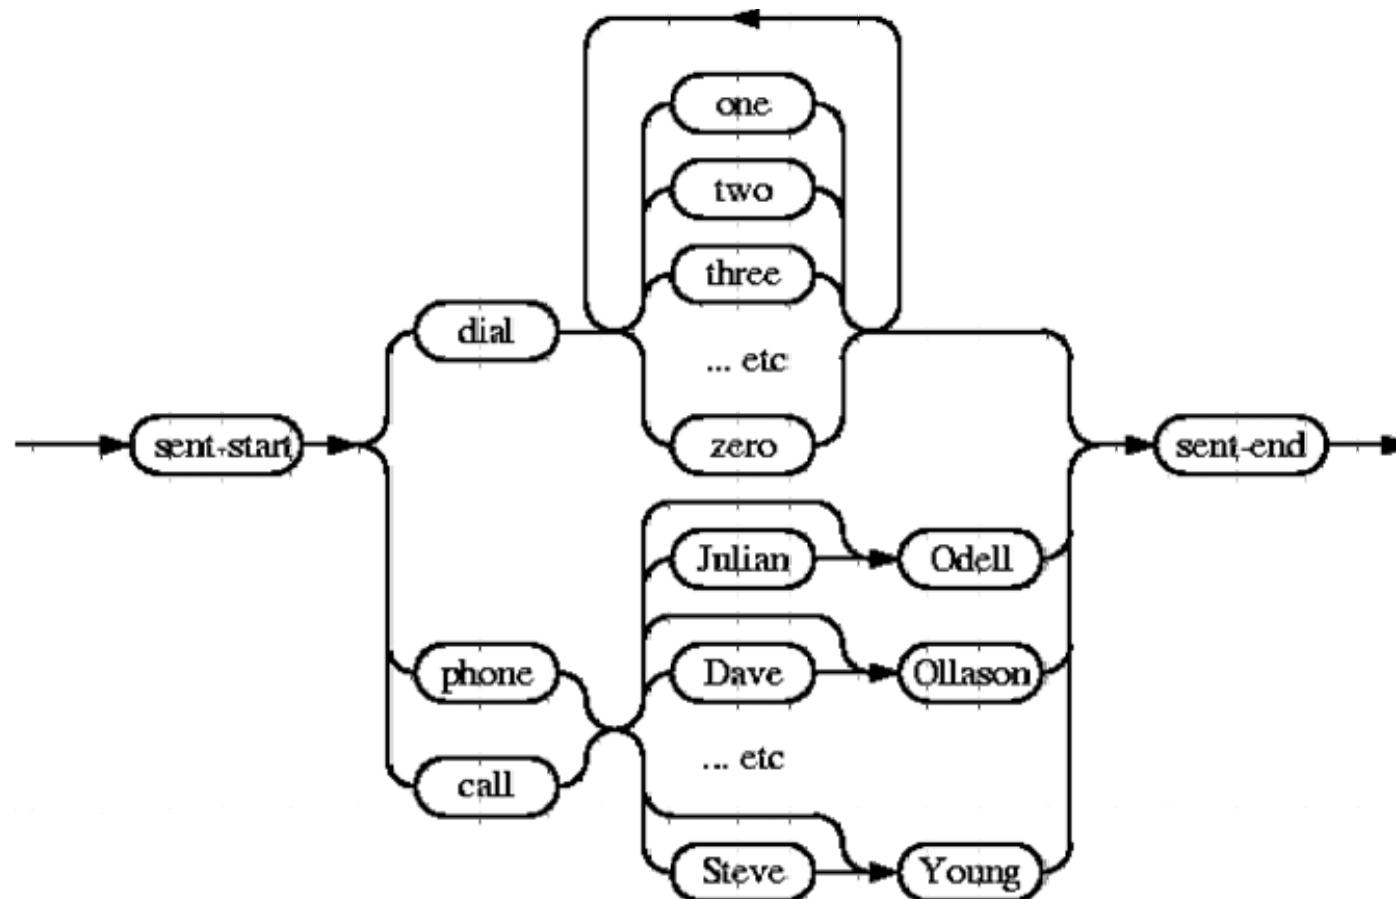 one
two
three
dial
... etc
sent-start
zero
sent-end
Julian
Odell
phone
Dave
Ollason
... etc
call
Steve
Young